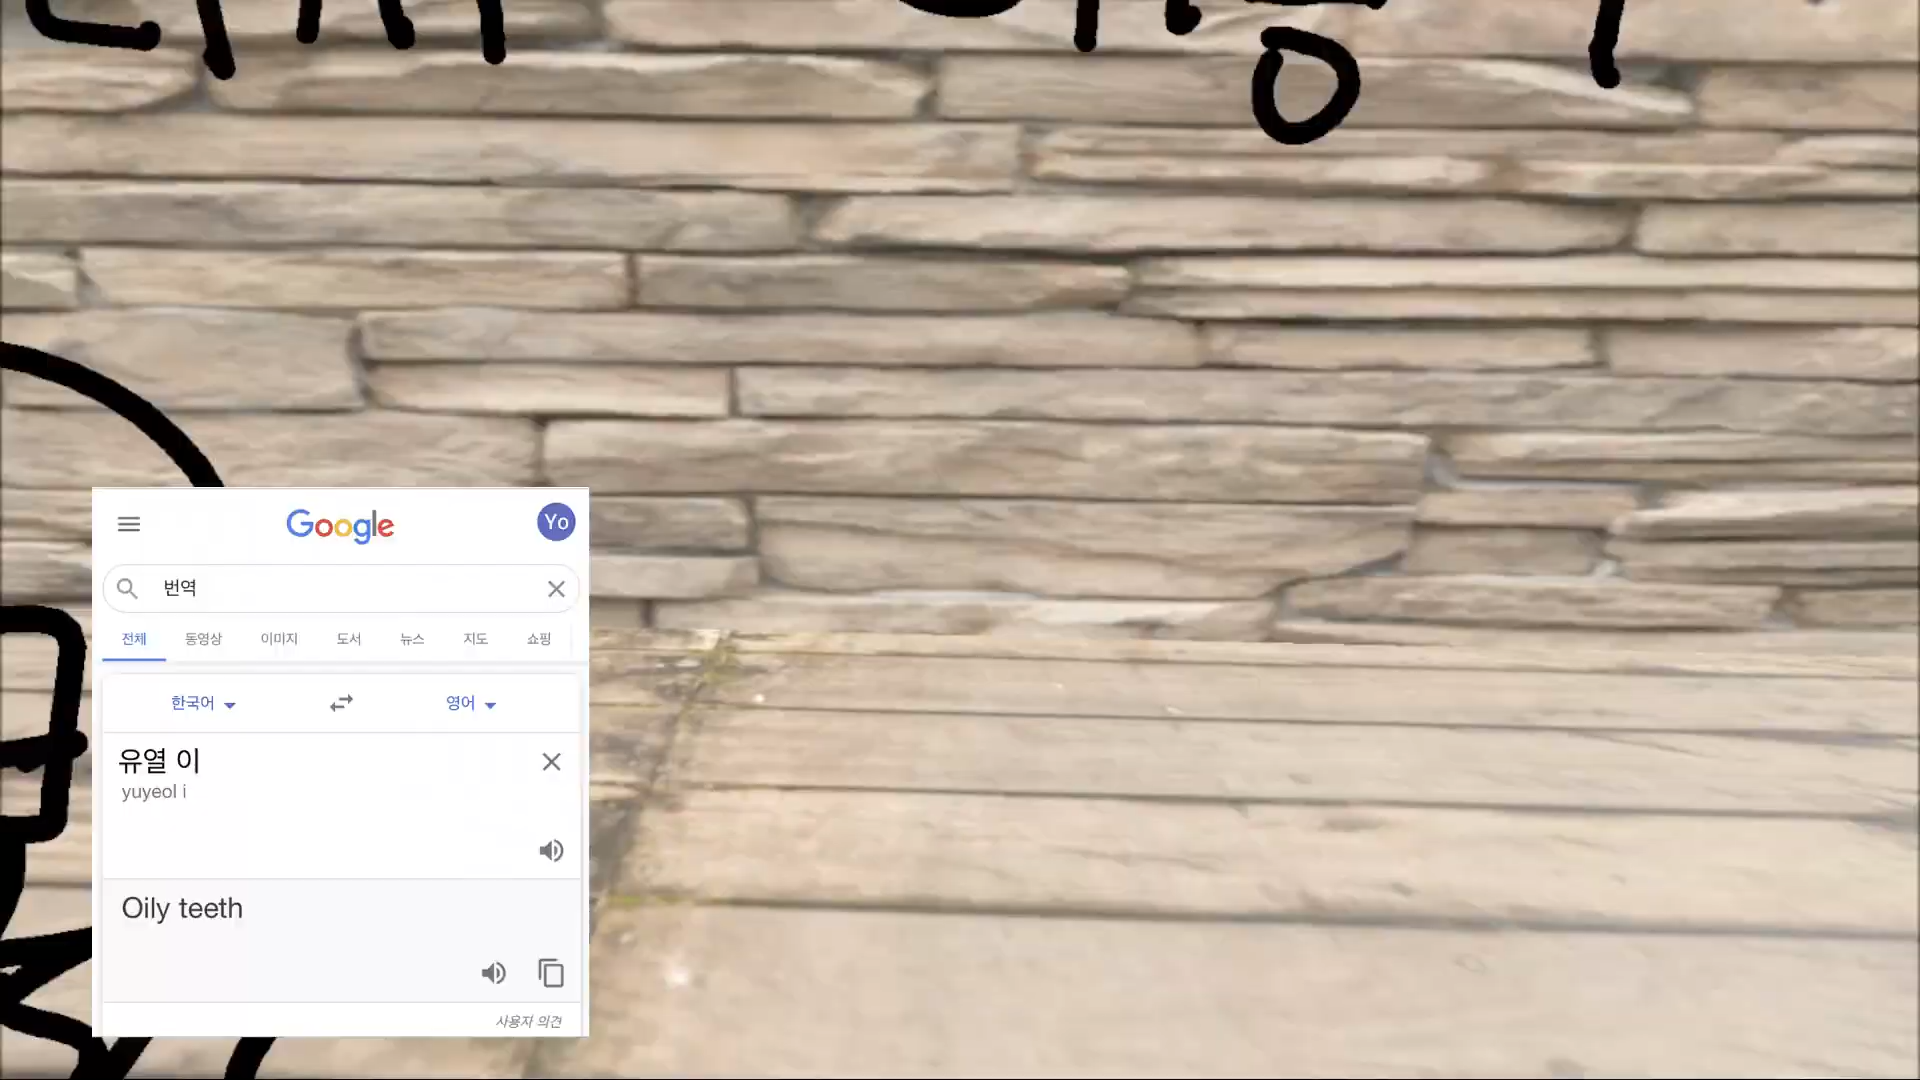 Google
Yo
번역
전체 동영상 이미지 도서 뉴스 지도 쇼핑
한국어 영어
유열 이
yuyeol i
Oily teeth
사용자 의견